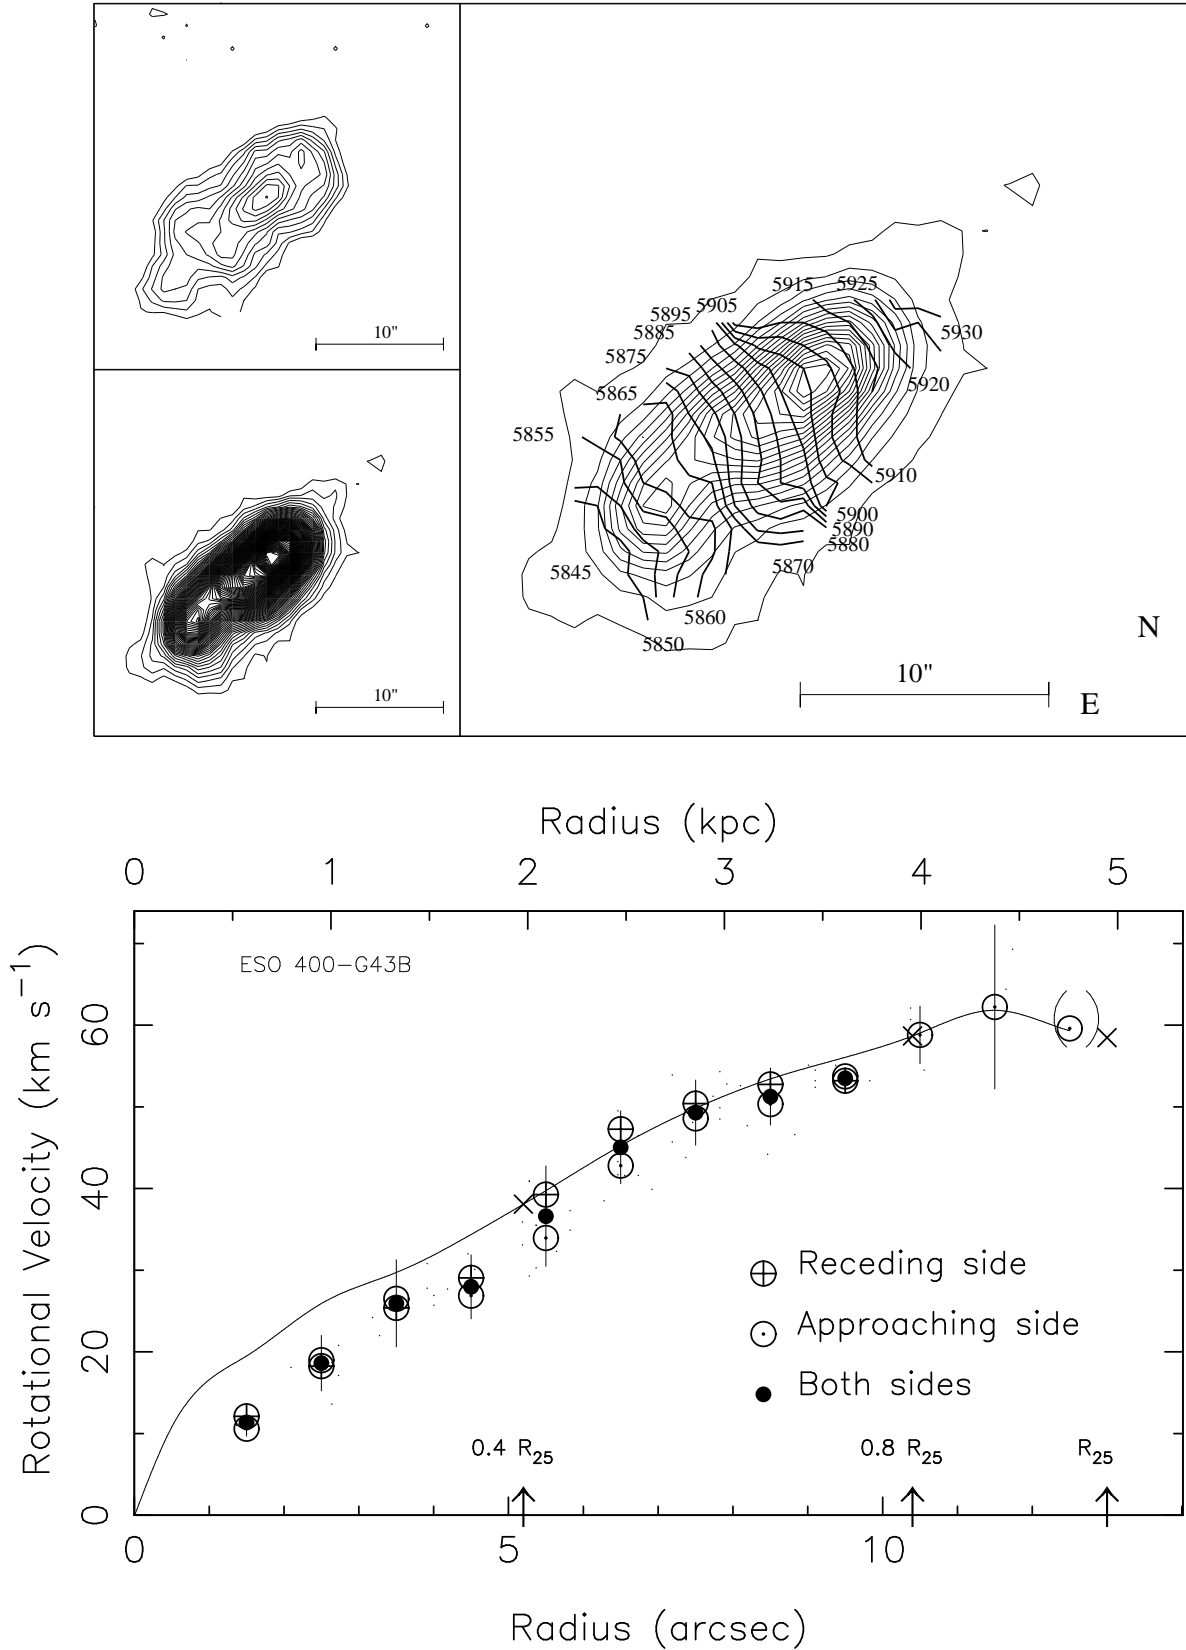 10"
10"
5915
5925
5905
5895
5885
5930
5875
5920
5865
5855
5910
5900
5890
5880
5870
5845
5860
5850
N
10"
E
Radius (kpc)
0 1 2 3 4 5
ESO 400−G43B
Rotational Velocity (km s−1)
60
40
20
0
Receding side
Approaching side
Both sides
0.4 R25
0.8 R25
R25
0 5 10
Radius (arcsec)